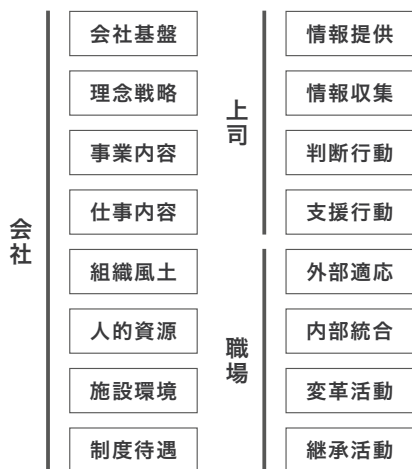 会社
会社基盤
理念戦略
事業内容
仕事内容
組織風土
人的資源
施設環境
制度待遇
上司
情報提供
情報収集
判断行動
支援行動
職場
外部適応
内部統合
変革活動
継承活動